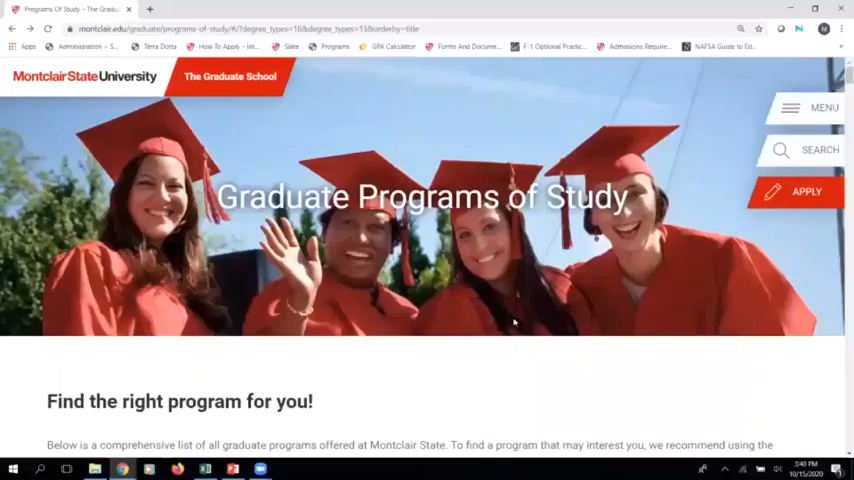 Programs Of Study – The Gradu
montclair.edu/graduate/programs-of-study/#/?degree_types=18&degree_types=13&orderby=title
M
Apps
Administration > S...
Terra Dotta
How To Apply – Int...
Slate
Programs
GPA Calculator
Forms And Docume...
F-1 Optional Practic...
Admissions Require...
NAFSA Guide to Ed...
Montclair State University
The Graduate School
MENU
SEARCH
APPLY
Graduate Programs of Study
Find the right program for you!
Below is a comprehensive list of all graduate programs offered at Montclair State. To find a program that may interest you, we recommend using the
3:40 PM
10/15/2020